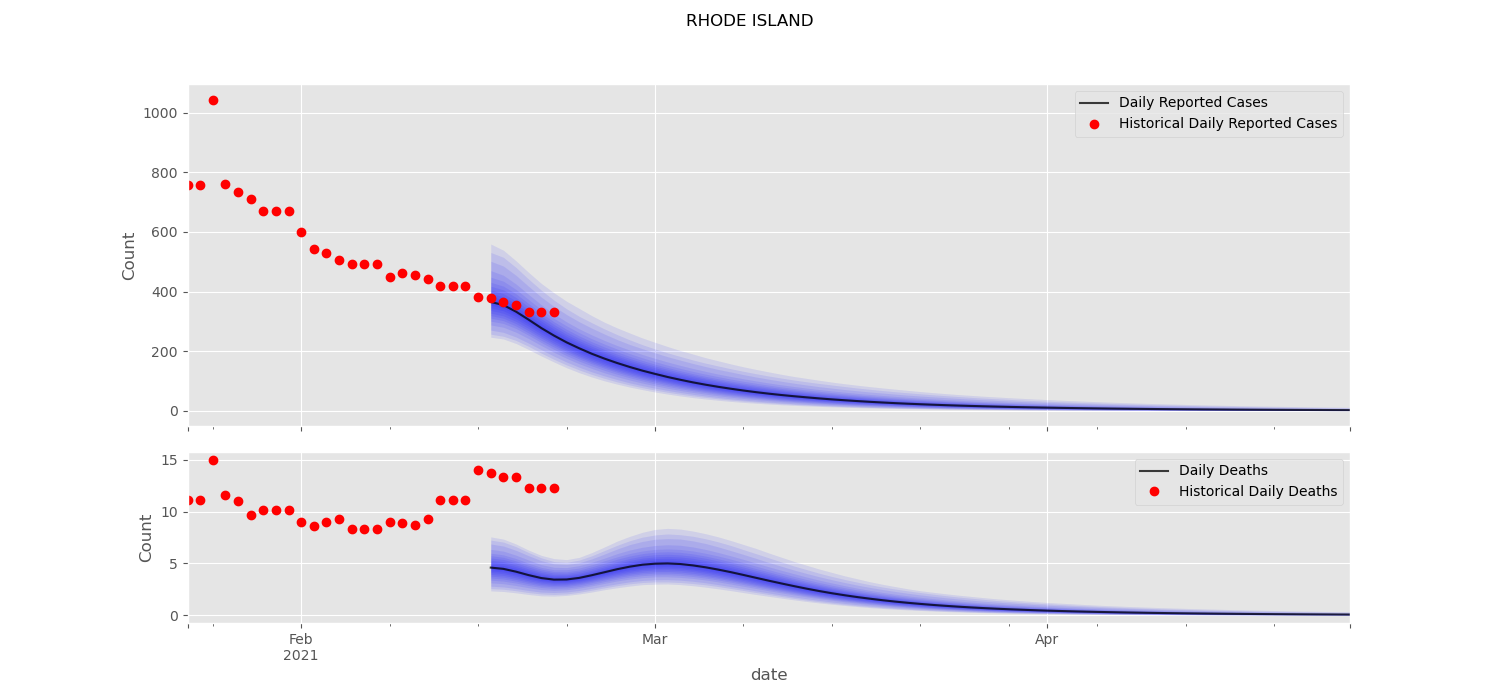 RHODE ISLAND
1000
800
600
400
200
0
Count
Daily Reported Cases
Historical Daily Reported Cases
15
10
5
0
Count
Daily Deaths
Historical Daily Deaths
Feb
2021
Mar
Apr
date